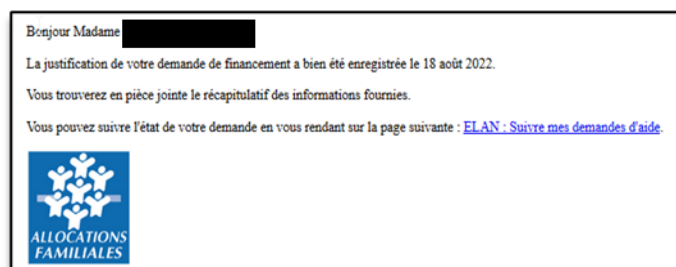 Bonjour Madame
La justification de votre demande de financement a bien été enregistrée le 18 août 2022.
Vous trouverez en pièce jointe le récapitulatif des informations fournies.
Vous pouvez suivre l'état de votre demande en vous rendant sur la page suivante : ELAN : Suivre mes demandes d'aide.
ALLOCATIONS
FAMILIALES